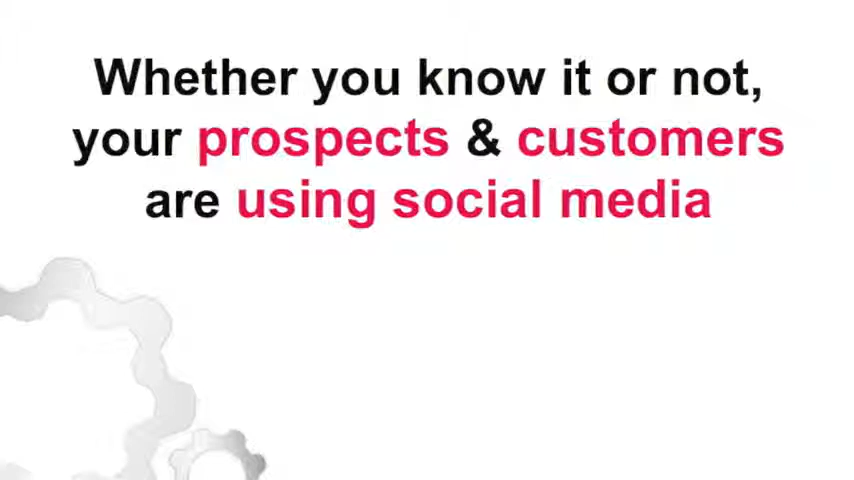 Whether you know it or not,
your prospects & customers
are using social media